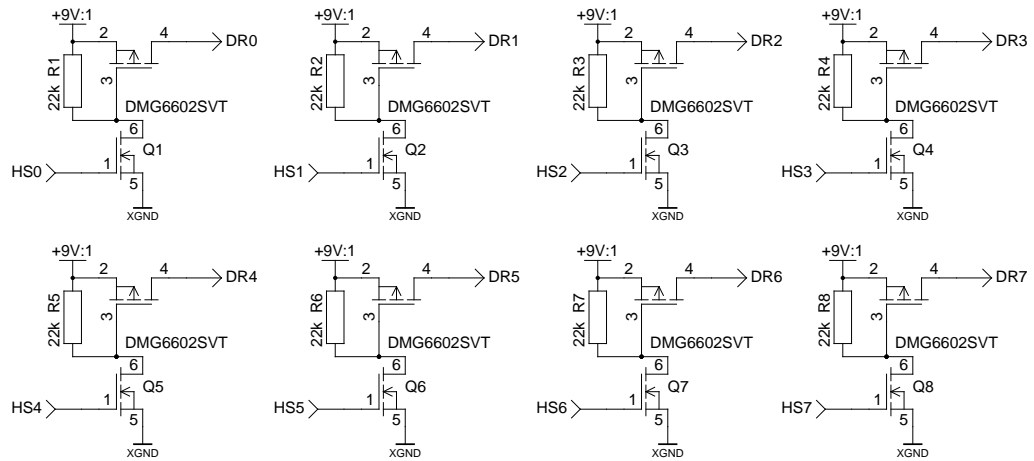 +9V:1 2 4 DR0
R1
22k
3
DMG6602SVT
6
Q1
HS0 1
5
XGND
+9V:1 2 4 DR1
R2
22k
3
DMG6602SVT
6
Q2
HS1 1
5
XGND
+9V:1 2 4 DR2
R3
22k
3
DMG6602SVT
6
Q3
HS2 1
5
XGND
+9V:1 2 4 DR3
R4
22k
3
DMG6602SVT
6
Q4
HS3 1
5
XGND
+9V:1 2 4 DR4
R5
22k
3
DMG6602SVT
6
Q5
HS4 1
5
XGND
+9V:1 2 4 DR5
R6
22k
3
DMG6602SVT
6
Q6
HS5 1
5
XGND
+9V:1 2 4 DR6
R7
22k
3
DMG6602SVT
6
Q7
HS6 1
5
XGND
+9V:1 2 4 DR7
R8
22k
3
DMG6602SVT
6
Q8
HS7 1
5
XGND